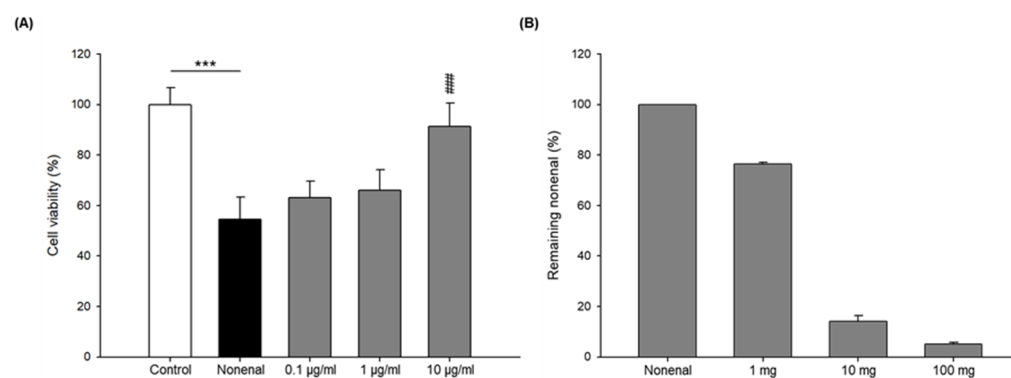 (A)
Cell viability (%)
120
100
80
60
40
20
0
***
###
Control Nonenal 0.1 µg/ml 1 µg/ml 10 µg/ml
(B)
Remaining nonenal (%)
120
100
80
60
40
20
0
Nonenal 1 mg 10 mg 100 mg